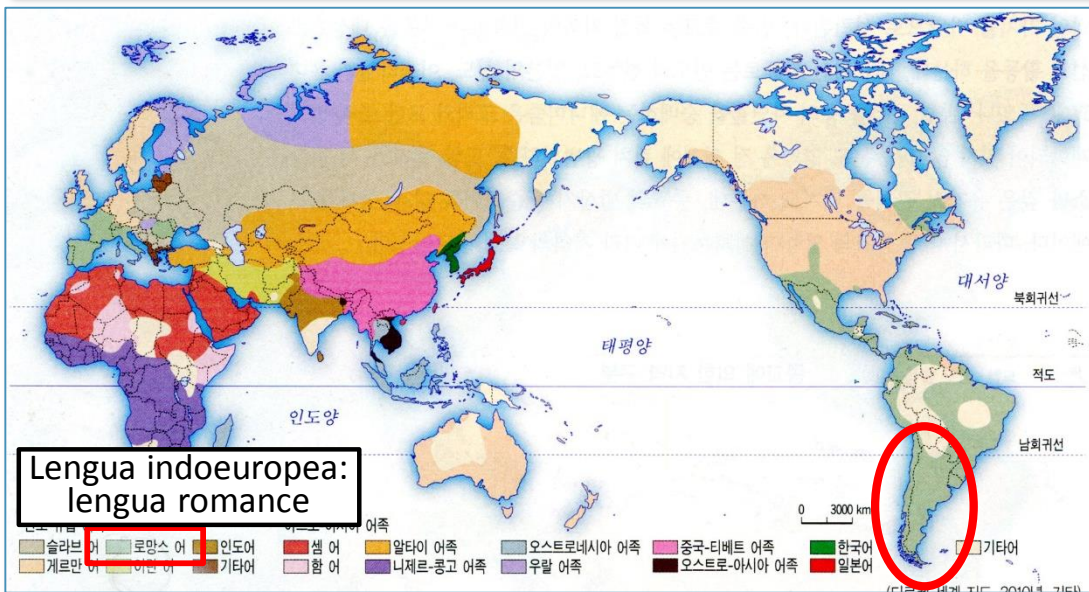 대서양
북회귀선
태평양
적도
인도양
남회귀선
Lengua indoeuropea:
lengua romance
0 3000 km
어족
슬라브 어 로망스 어 인도어 셈 어 알타이 어족 오스트로네시아 어족 중국-티베트 어족 한국어 기타어
게르만 어 이란 어 기타어 함 어 니제르-콩고 어족 우랄 어족 오스트로-아시아 어족 일본어